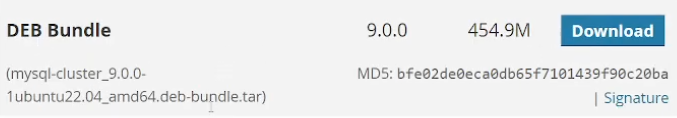 DEB Bundle 9.0.0 454.9M Download
(mysql-cluster_9.0.0- MD5: bfe02de0eca0db65f7101439f90c20ba
1ubuntu22.04_amd64.deb-bundle.tar) | Signature